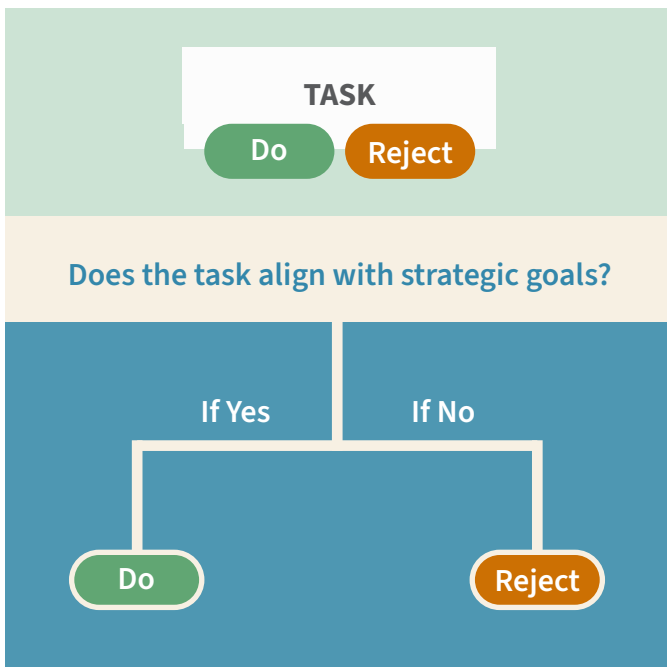 TASK
Do Reject
Does the task align with strategic goals?
If Yes If No
Do Reject